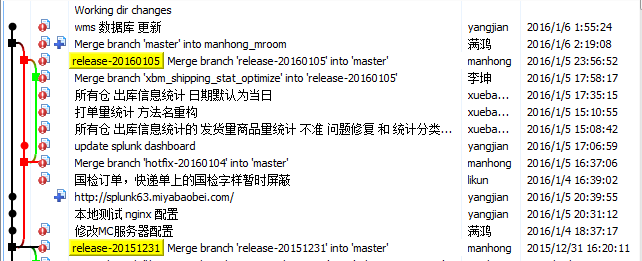 Working dir changes
wms 数据库 更新 yangjian 2016/1/6 1:55:24
Merge branch 'master' into manhong_mroom 满鸿 2016/1/6 2:19:08
release-20160105 Merge branch 'release-20160105' into 'master' manhong 2016/1/5 23:56:52
Merge branch 'xbm_shipping_stat_optimize' into 'release-20160105' 李坤 2016/1/5 17:58:17
所有仓 出库信息统计 日期默认为当日 xueba... 2016/1/5 17:35:15
打单量统计 方法名重构 xueba... 2016/1/5 15:10:55
所有仓 出库信息统计的 发货量商品量统计 不准 问题修复 和 统计分类... xueba... 2016/1/5 15:08:42
update splunk dashboard yangjian 2016/1/5 17:06:59
Merge branch 'hotfix-20160104' into 'master' manhong 2016/1/5 16:37:06
国检订单，快递单上的国检字样暂时屏蔽 likun 2016/1/4 16:39:02
http://splunk63.miyabaobei.com/ yangjian 2016/1/5 20:39:55
本地测试 nginx 配置 yangjian 2016/1/5 20:31:12
修改MC服务器配置 满鸿 2016/1/4 18:37:17
release-20151231 Merge branch 'release-20151231' into 'master' manhong 2015/12/31 16:20:11